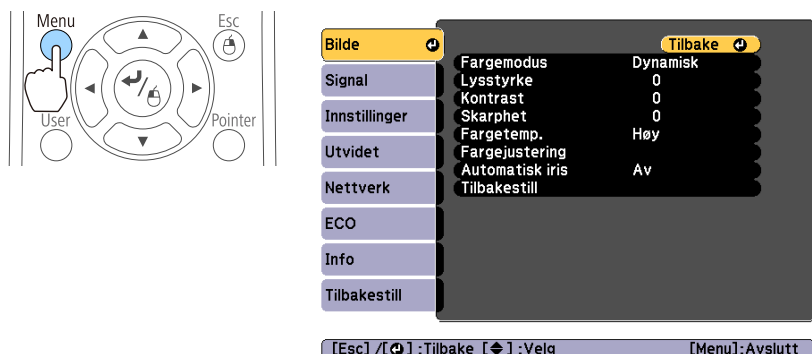 Menu
Esc
User
Pointer
Bilde
Signal
Innstillinger
Utvidet
Nettverk
ECO
Info
Tilbakestill
Tilbake
Fargemodus Dynamisk
Lysstyrke 0
Kontrast 0
Skarphet 0
Fargetemp. Høy
Fargejustering
Automatisk iris Av
Tilbakestill
[Esc] /[⏎] :Tilbake [◆] :Velg [Menu]:Avslutt